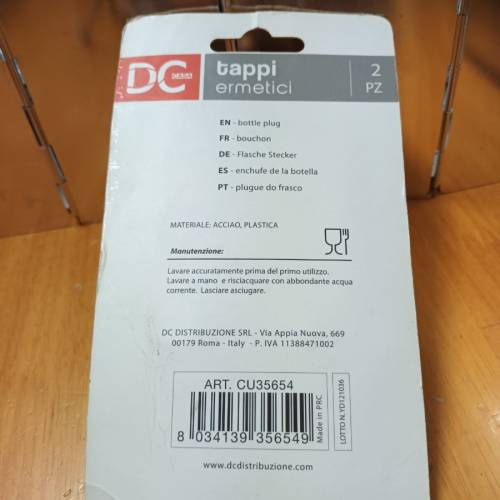 DC CASA
tappi
ermetici
2
PZ
EN - bottle plug
FR - bouchon
DE - Flasche Stecker
ES - enchufe de la botella
PT - plugue do frasco
MATERIALE: ACCIAO, PLASTICA
Manutenzione:
Lavare accuratamente prima del primo utilizzo.
Lavare a mano e risciacquare con abbondante acqua
corrente. Lasciare asciugare.
DC DISTRIBUZIONE SRL - Via Appia Nuova, 669
00179 Roma - Italy - P. IVA 11388471002
ART. CU35654
8 034139 356549
Made in PRC
LOTTO N.YD121036
www.dcdistribuzione.com